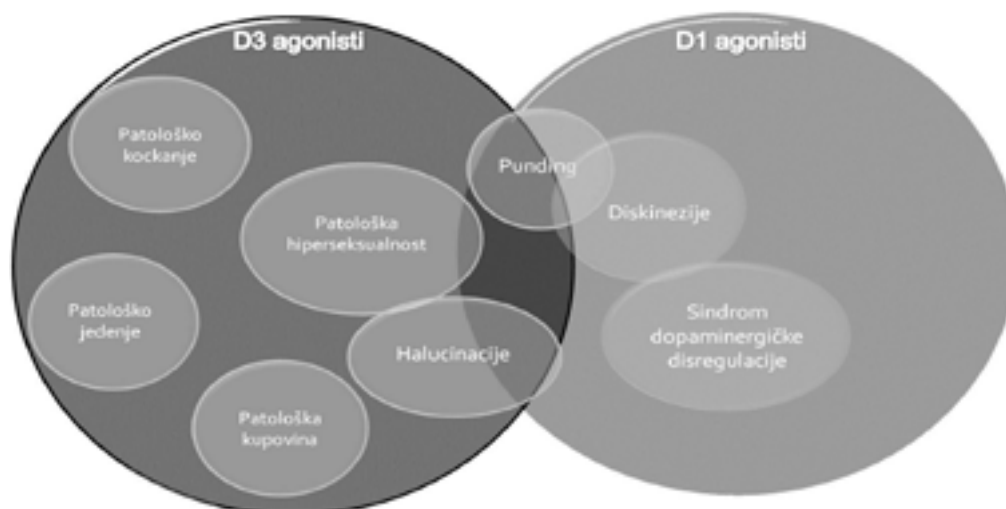 D3 agonisti
D1 agonisti
Patološko
kockanje
Punding
Patološka
hiperseksualnost
Diskinezije
Patološko
jedenje
Halucinacije
Sindrom
dopaminergičke
disregulacije
Patološka
kupovina